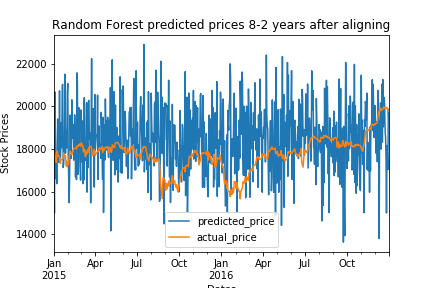 Random Forest predicted prices 8-2 years after aligning
Stock Prices
22000
20000
18000
16000
14000
predicted_price
actual_price
Jan
2015
Apr
Jul
Oct
Jan
2016
Apr
Jul
Oct